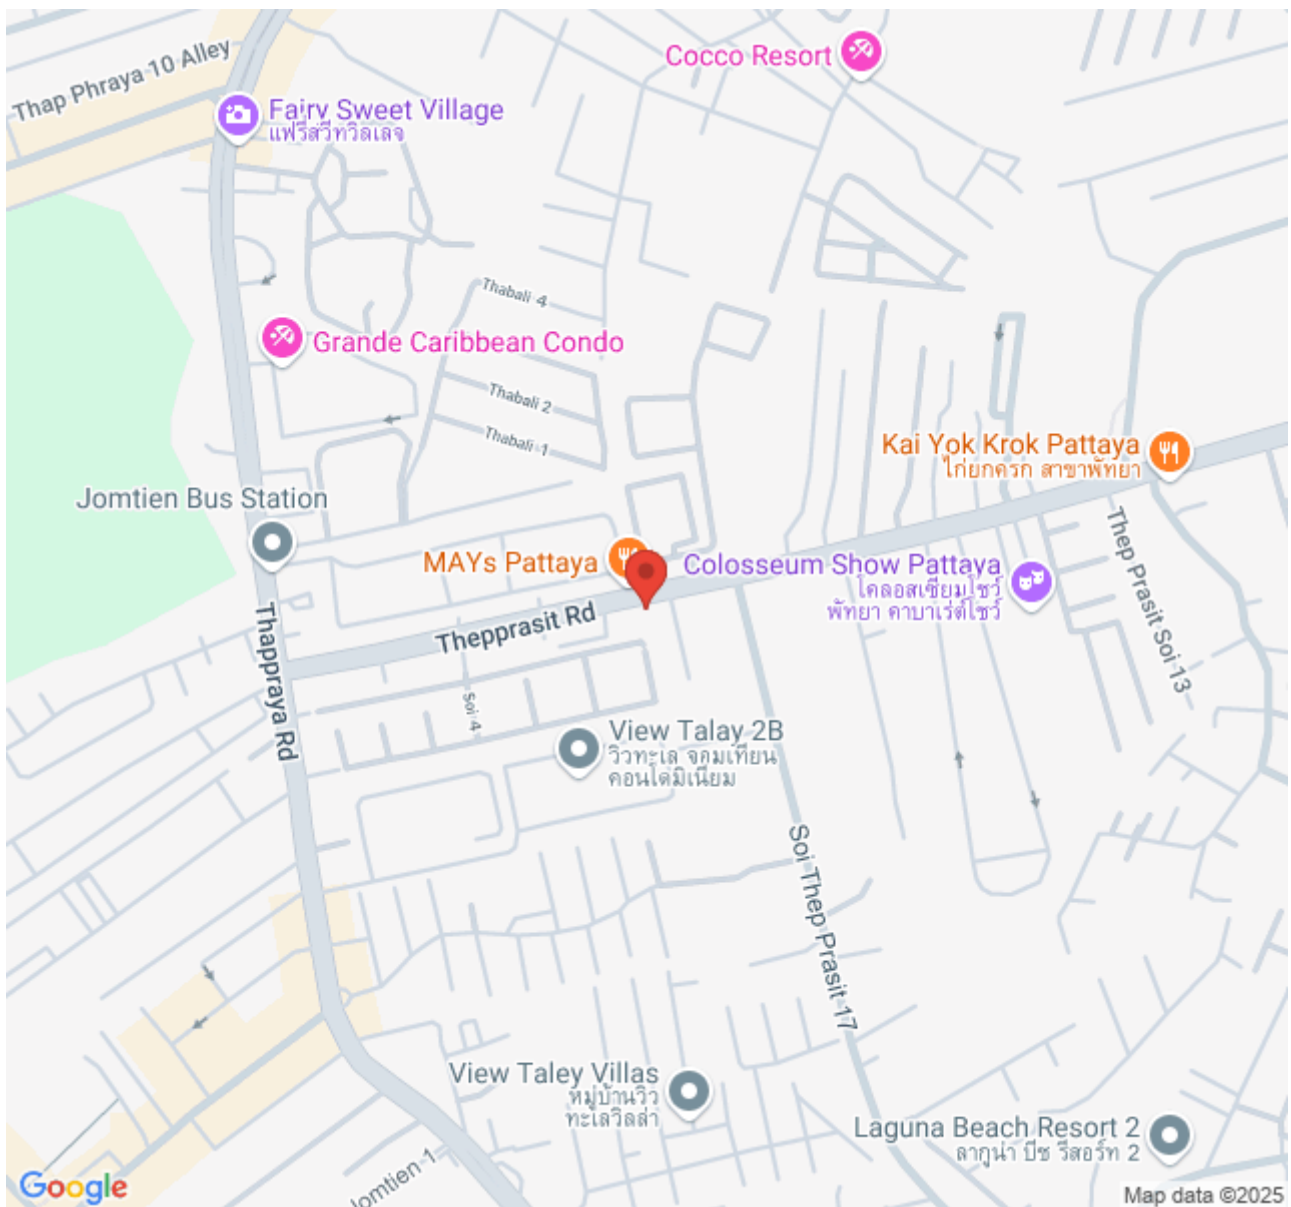 Cocco Resort
Thap Phraya 10 Alley
Fairy Sweet Village
แฟรี่สวีทวิลเลจ
Thabali 4
Grande Caribbean Condo
Thabali 2
Thabali 1
Kai Yok Krok Pattaya
ไก่ยกครก สาขาพัทยา
Jomtien Bus Station
MAYs Pattaya
Colosseum Show Pattaya
โคลอสเซียมโชว์
พัทยา คาบาเร่ต์โชว์
Thep Prasit Soi 13
Thepprasit Rd
Thappraya Rd
Soi 4
View Talay 2B
วิวทะเล จอมเทียน
คอนโดมิเนียม
Soi Thep Prasit 17
View Taley Villas
หมู่บ้านวิว
ทะเลวิลล่า
Laguna Beach Resort 2
ลากูน่า บีช รีสอร์ท 2
Jomtien 1
Google
Map data ©2025